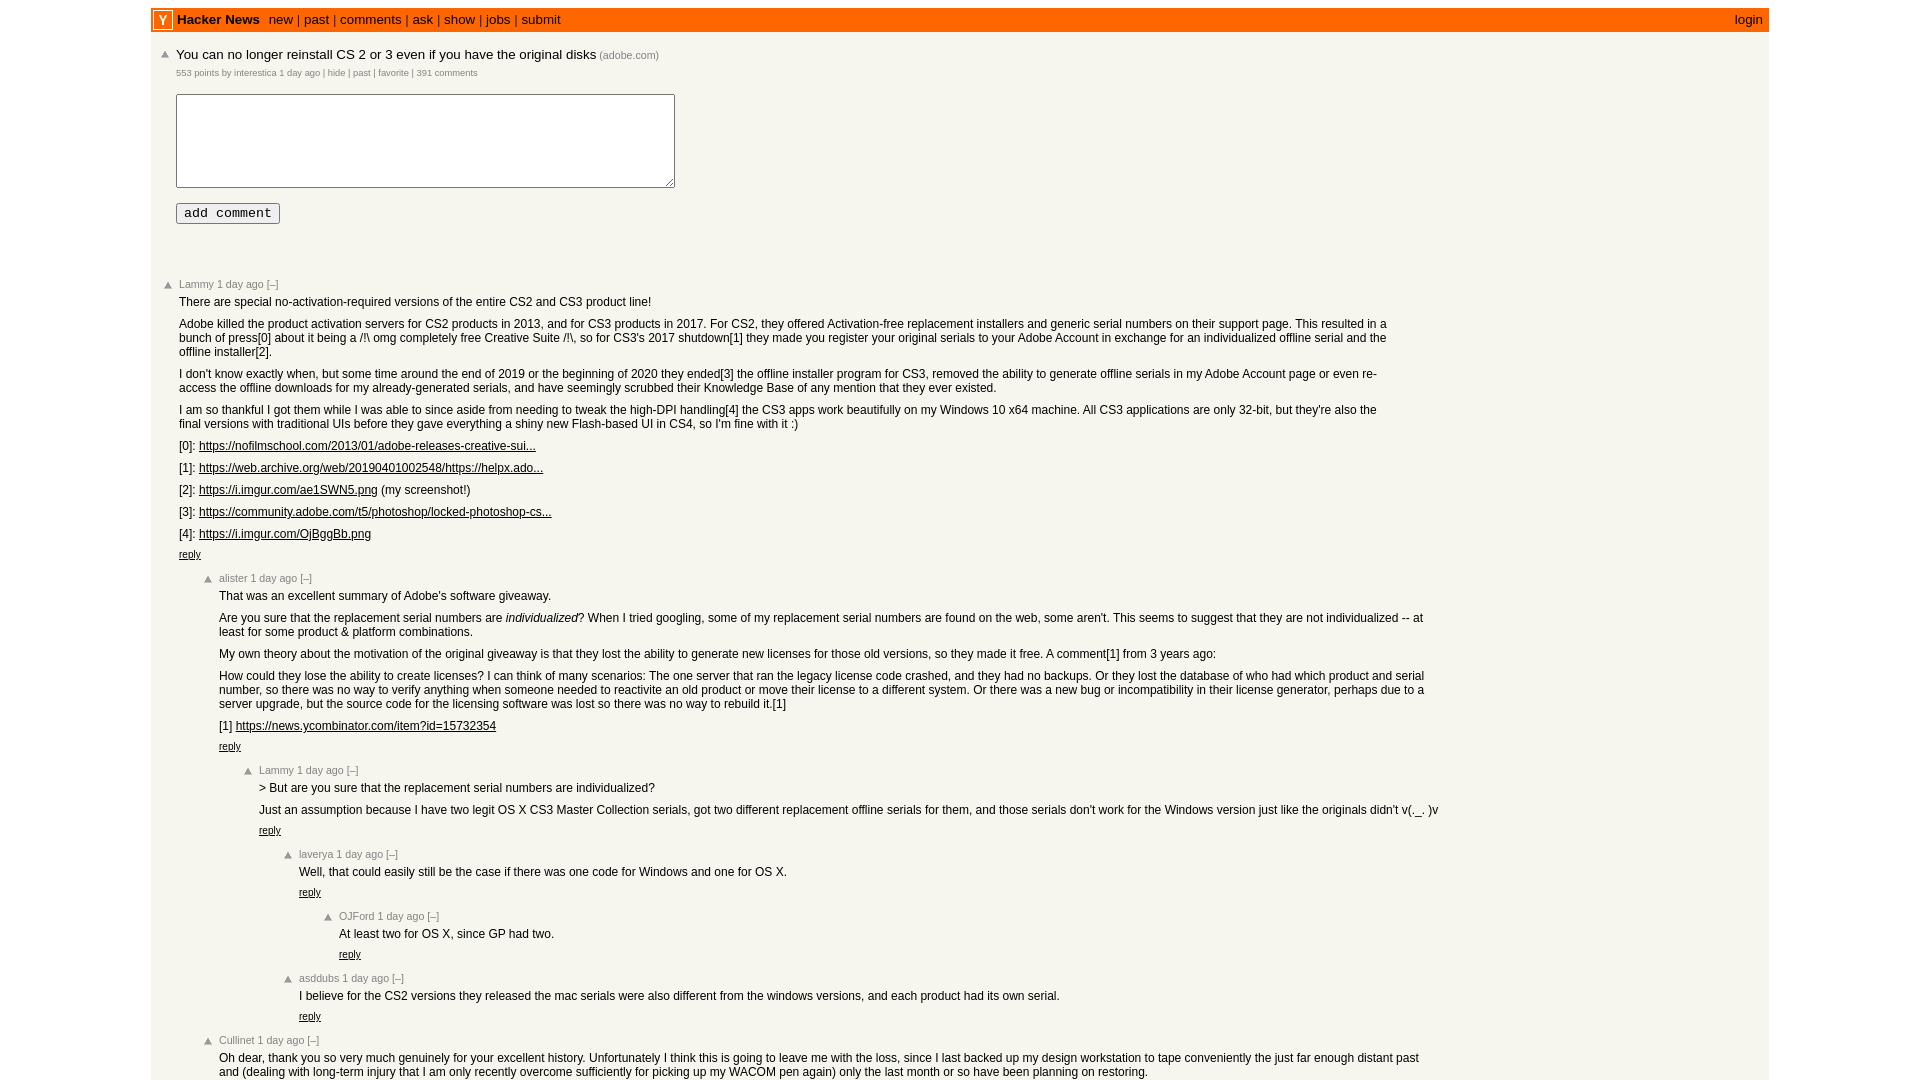 Y Hacker News new | past | comments | ask | show | jobs | submit login
You can no longer reinstall CS 2 or 3 even if you have the original disks (adobe.com)
553 points by interestica 1 day ago | hide | past | favorite | 391 comments
add comment
Lammy 1 day ago [–]
There are special no-activation-required versions of the entire CS2 and CS3 product line!
Adobe killed the product activation servers for CS2 products in 2013, and for CS3 products in 2017. For CS2, they offered Activation-free replacement installers and generic serial numbers on their support page. This resulted in a
bunch of press[0] about it being a /!\ omg completely free Creative Suite /!\, so for CS3's 2017 shutdown[1] they made you register your original serials to your Adobe Account in exchange for an individualized offline serial and the
offline installer[2].
I don't know exactly when, but some time around the end of 2019 or the beginning of 2020 they ended[3] the offline installer program for CS3, removed the ability to generate offline serials in my Adobe Account page or even re-
access the offline downloads for my already-generated serials, and have seemingly scrubbed their Knowledge Base of any mention that they ever existed.
I am so thankful I got them while I was able to since aside from needing to tweak the high-DPI handling[4] the CS3 apps work beautifully on my Windows 10 x64 machine. All CS3 applications are only 32-bit, but they're also the
final versions with traditional UIs before they gave everything a shiny new Flash-based UI in CS4, so I'm fine with it :)
[0]: https://nofilmschool.com/2013/01/adobe-releases-creative-sui...
[1]: https://web.archive.org/web/20190401002548/https://helpx.ado...
[2]: https://i.imgur.com/ae1SWN5.png (my screenshot!)
[3]: https://community.adobe.com/t5/photoshop/locked-photoshop-cs...
[4]: https://i.imgur.com/OjBggBb.png
reply
alister 1 day ago [–]
That was an excellent summary of Adobe's software giveaway.
Are you sure that the replacement serial numbers are individualized? When I tried googling, some of my replacement serial numbers are found on the web, some aren't. This seems to suggest that they are not individualized -- at
least for some product & platform combinations.
My own theory about the motivation of the original giveaway is that they lost the ability to generate new licenses for those old versions, so they made it free. A comment[1] from 3 years ago:
How could they lose the ability to create licenses? I can think of many scenarios: The one server that ran the legacy license code crashed, and they had no backups. Or they lost the database of who had which product and serial
number, so there was no way to verify anything when someone needed to reactivite an old product or move their license to a different system. Or there was a new bug or incompatibility in their license generator, perhaps due to a
server upgrade, but the source code for the licensing software was lost so there was no way to rebuild it.[1]
[1] https://news.ycombinator.com/item?id=15732354
reply
Lammy 1 day ago [–]
> But are you sure that the replacement serial numbers are individualized?
Just an assumption because I have two legit OS X CS3 Master Collection serials, got two different replacement offline serials for them, and those serials don't work for the Windows version just like the originals didn't v(._. )v
reply
laverya 1 day ago [–]
Well, that could easily still be the case if there was one code for Windows and one for OS X.
reply
OJFord 1 day ago [–]
At least two for OS X, since GP had two.
reply
asddubs 1 day ago [–]
I believe for the CS2 versions they released the mac serials were also different from the windows versions, and each product had its own serial.
reply
Cullinet 1 day ago [–]
Oh dear, thank you so very much genuinely for your excellent history. Unfortunately I think this is going to leave me with the loss, since I last backed up my design workstation to tape conveniently the just far enough distant past
and (dealing with long-term injury that I am only recently overcome sufficiently for picking up my WACOM pen again) only the last month or so have been planning on restoring.